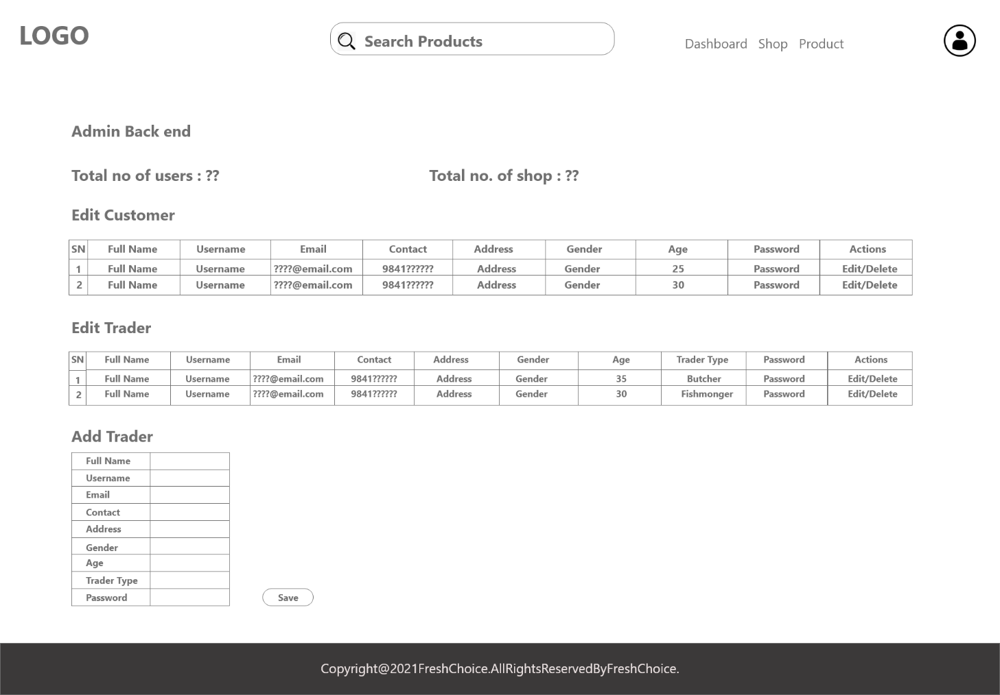 LOGO
Search Products
Dashboard Shop Product
Admin Back end
Total no of users : ?? Total no. of shop : ??
Edit Customer
SN Full Name Username Email Contact Address Gender Age Password Actions
1 Full Name Username ????@email.com 9841?????? Address Gender 25 Password Edit/Delete
2 Full Name Username ????@email.com 9841?????? Address Gender 30 Password Edit/Delete
Edit Trader
SN Full Name Username Email Contact Address Gender Age Trader Type Password Actions
1 Full Name Username ????@email.com 9841?????? Address Gender 35 Butcher Password Edit/Delete
2 Full Name Username ????@email.com 9841?????? Address Gender 30 Fishmonger Password Edit/Delete
Add Trader
Full Name
Username
Email
Contact
Address
Gender
Age
Trader Type
Password
Save
Copyright@2021FreshChoice.AllRightsReservedByFreshChoice.